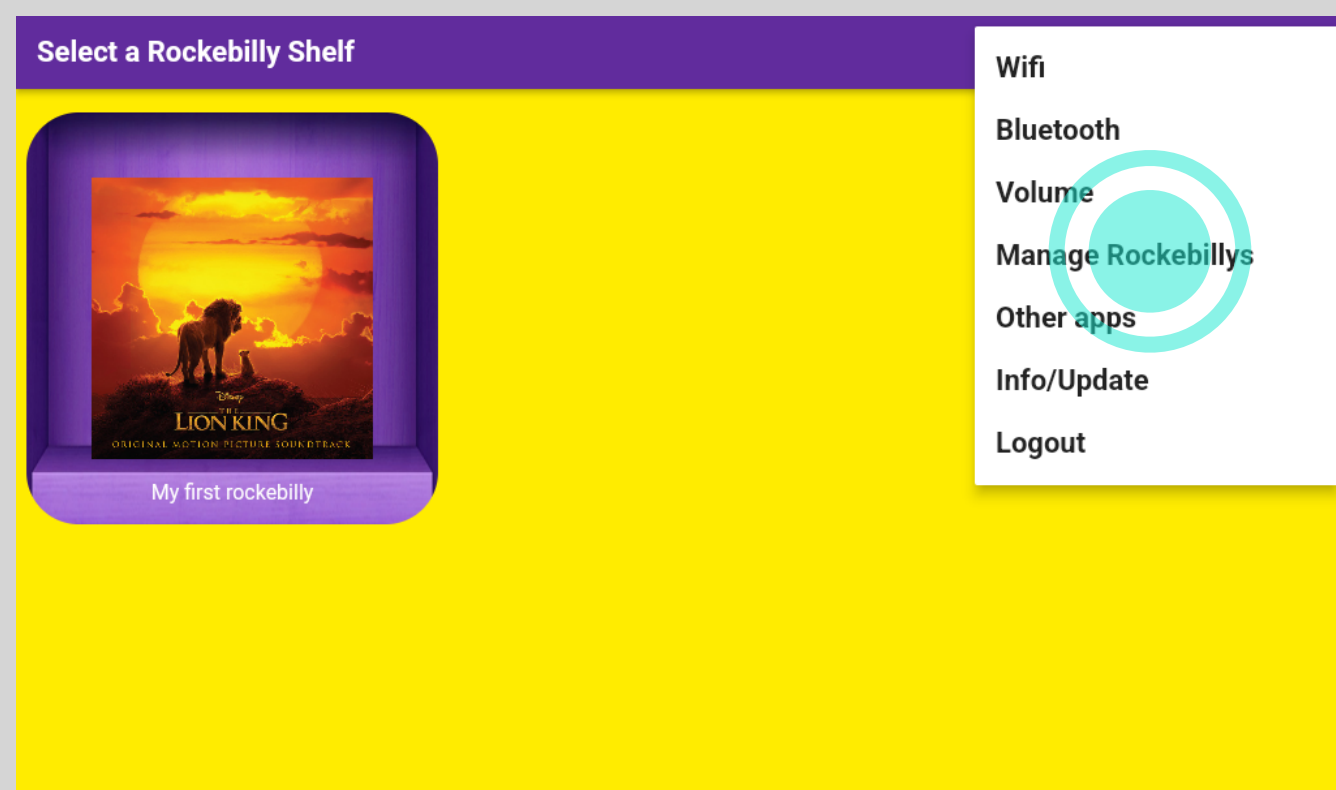 Select a Rockebilly Shelf
Wifi
Bluetooth
Volume
Manage Rockebillys
Other apps
Info/Update
Logout
Disney
THE
LION KING
ORIGINAL MOTION PICTURE SOUNDTRACK
My first rockebilly